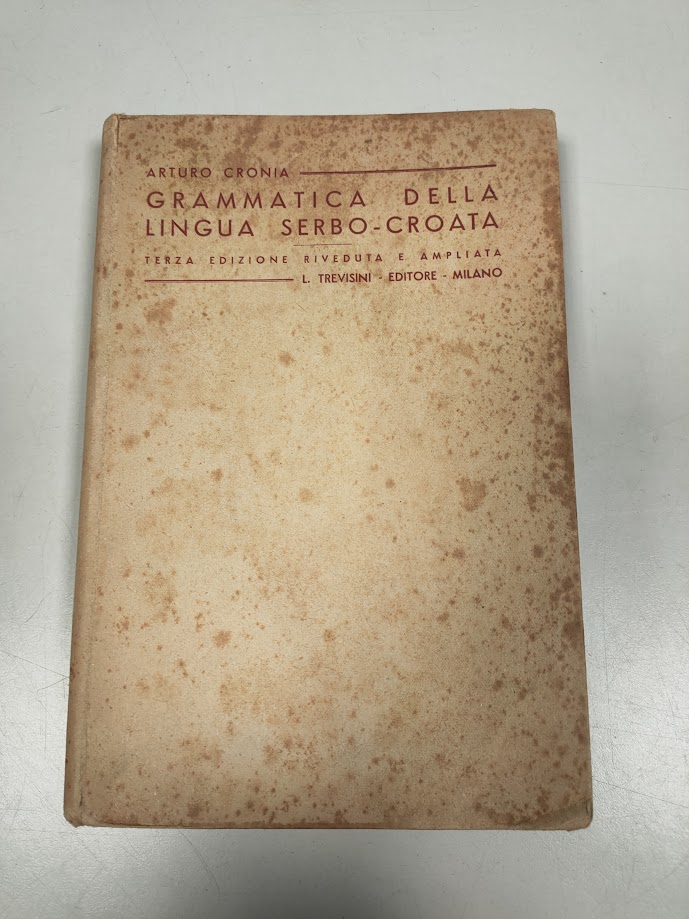 ARTURO CRONIA
GRAMMATICA DELLA
LINGUA SERBO-CROATA
TERZA EDIZIONE RIVEDUTA E AMPLIATA
L. TREVISINI - EDITORE - MILANO